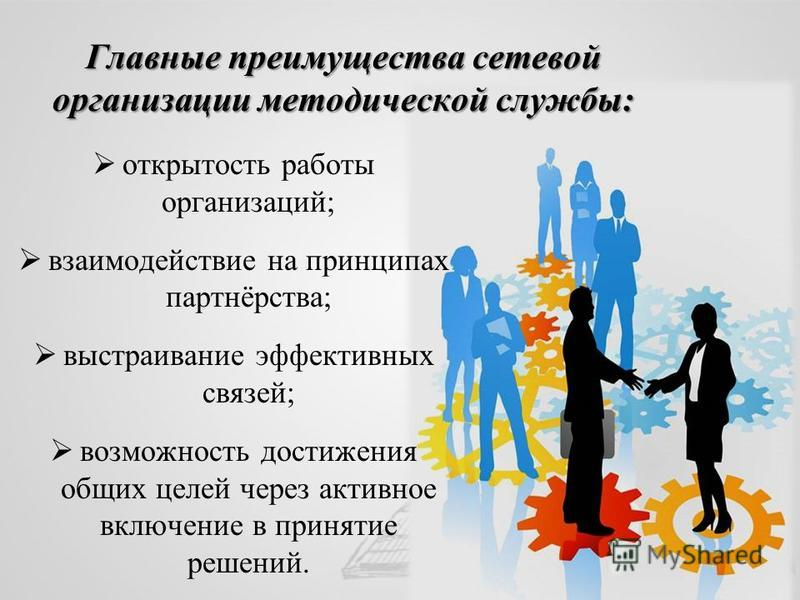 Главные преимущества сетевой
организации методической службы:
➢ открытость работы
организаций;
➢ взаимодействие на принципах
партнёрства;
➢ выстраивание эффективных
связей;
➢ возможность достижения
общих целей через активное
включение в принятие
решений.
MyShared